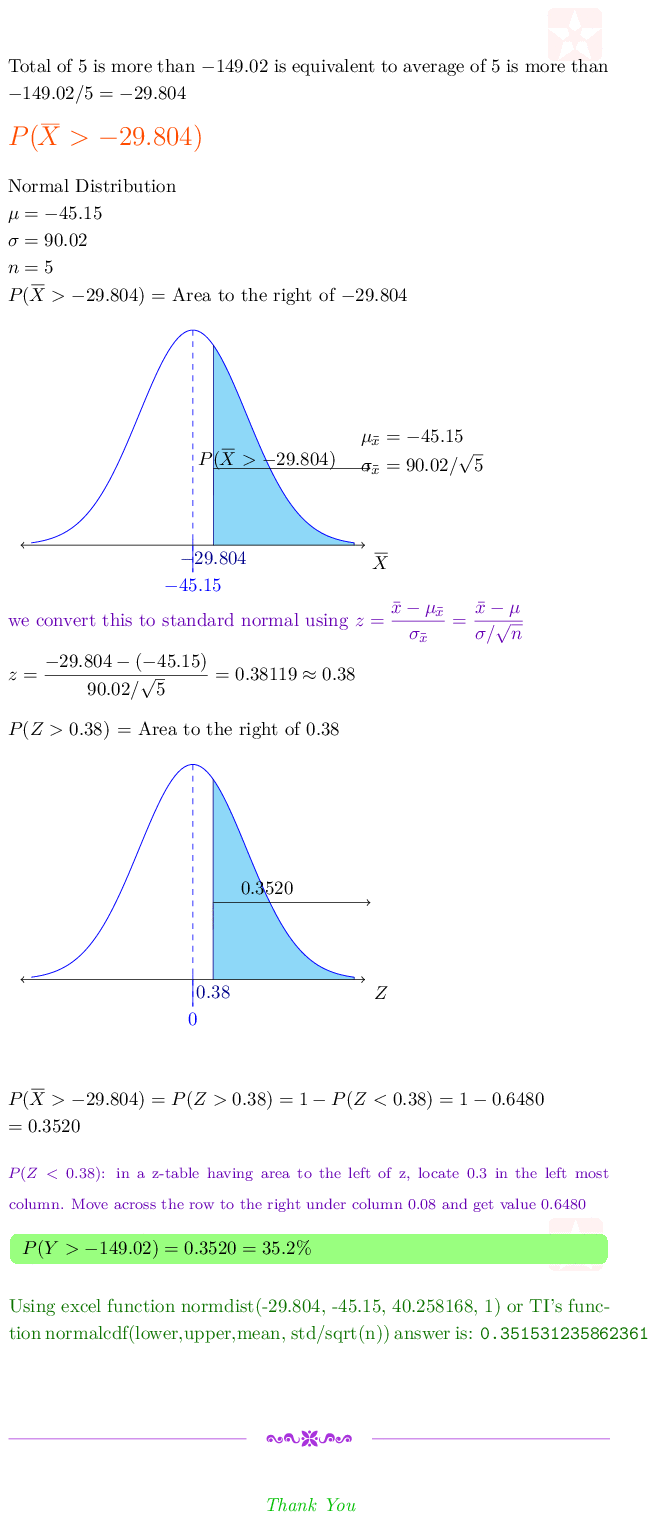 Total of 5 is more than −149.02 is equivalent to average of 5 is more than
−149.02/5 = −29.804
P(X̅ > −29.804)
Normal Distribution
μ = −45.15
σ = 90.02
n = 5
P(X̅ > −29.804) = Area to the right of −29.804
μ_x̄ = −45.15
P(X̅ > −29.804)
σ_x̄ = 90.02/√5
−29.804
X̅
−45.15
we convert this to standard normal using z = (x̄ − μ_x̄)/σ_x̄ = (x̄ − μ)/(σ/√n)
z = (−29.804 − (−45.15))/(90.02/√5) = 0.38119 ≈ 0.38
P(Z > 0.38) = Area to the right of 0.38
0.3520
0.38
Z
0
P(X̅ > −29.804) = P(Z > 0.38) = 1 − P(Z < 0.38) = 1 − 0.6480
= 0.3520
P(Z < 0.38): in a z-table having area to the left of z, locate 0.3 in the left most
column. Move across the row to the right under column 0.08 and get value 0.6480
P(Y > −149.02) = 0.3520 = 35.2%
Using excel function normdist(-29.804, -45.15, 40.258168, 1) or TI's func-
tion normalcdf(lower,upper,mean, std/sqrt(n)) answer is: 0.351531235862361
Thank You